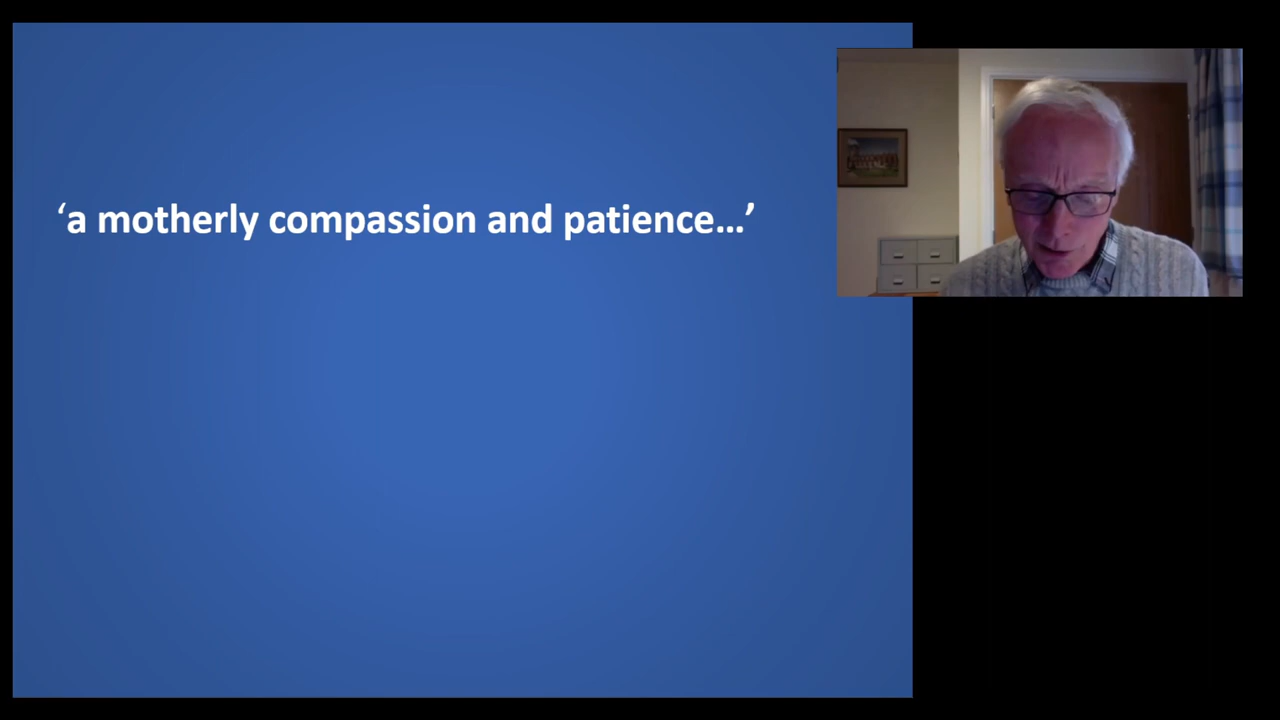 ‘a motherly compassion and patience…’